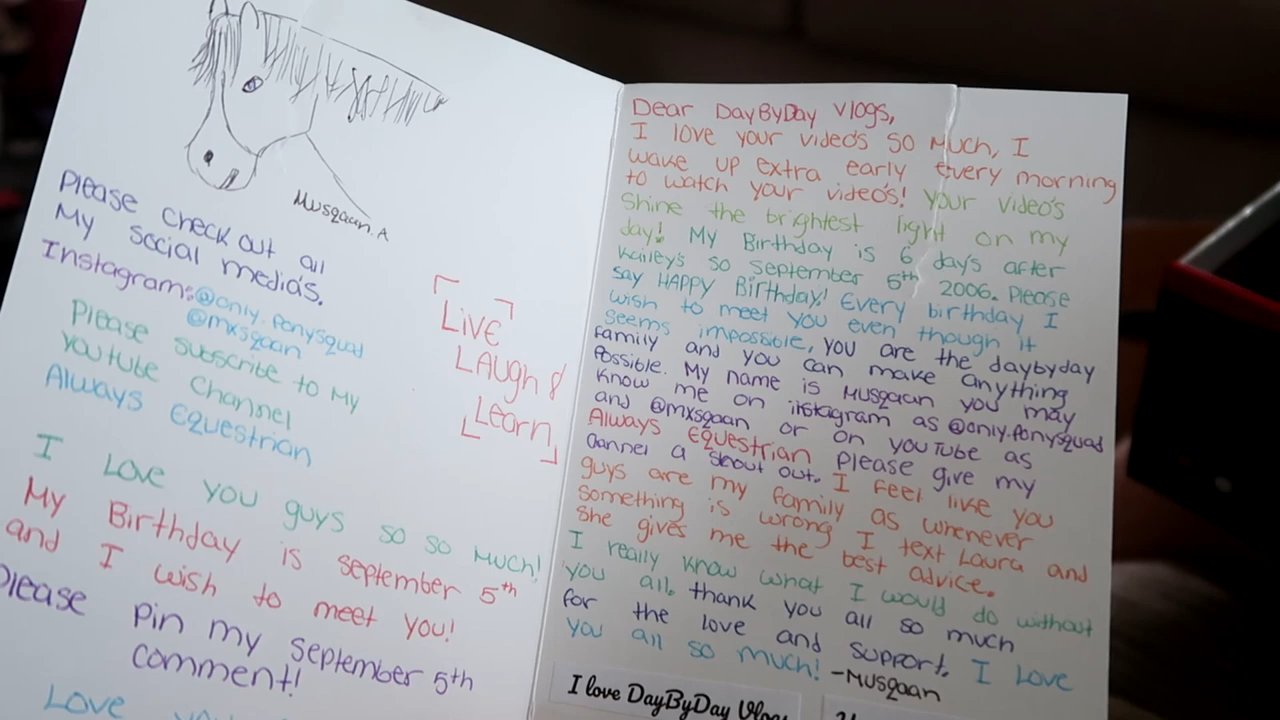 Musqaan.A
Please check out all
My social media's.
Instagram: @only.ponysquad
@mxsqaan
Please subscribe to My
YouTube Channel
Always Equestrian
Live
Laugh &
Learn
I Love you guys so so Much!
My Birthday is september 5th
and I wish to meet you!
Please Pin my september 5th
comment!
Love
Dear DayByDay Vlogs,
I love your video's so Much, I
wake up extra early every morning
to watch your video's! Your video's
shine the brightest light on my
day! My Birthday is 6 day's after
Kailey's so September 5th 2006. Please
say HAPPY Birthday! Every birthday I
wish to meet you even though it
seems impossible, you are the daybyday
family and you can make anything
Possible. My name is Musqaan you may
Know me on instagram as @only.ponysquad
and @mxsqaan or on youTube as
Always Equestrian please give my
channel a shout out. I feel like you
guys are my family as whenever
something is wrong I text Laura and
she gives me the best advice.
I really know what I would do without
you all. thank you all so much
for the love and support. I love
you all so much! -Musqaan
I love DayByDay Vlogs